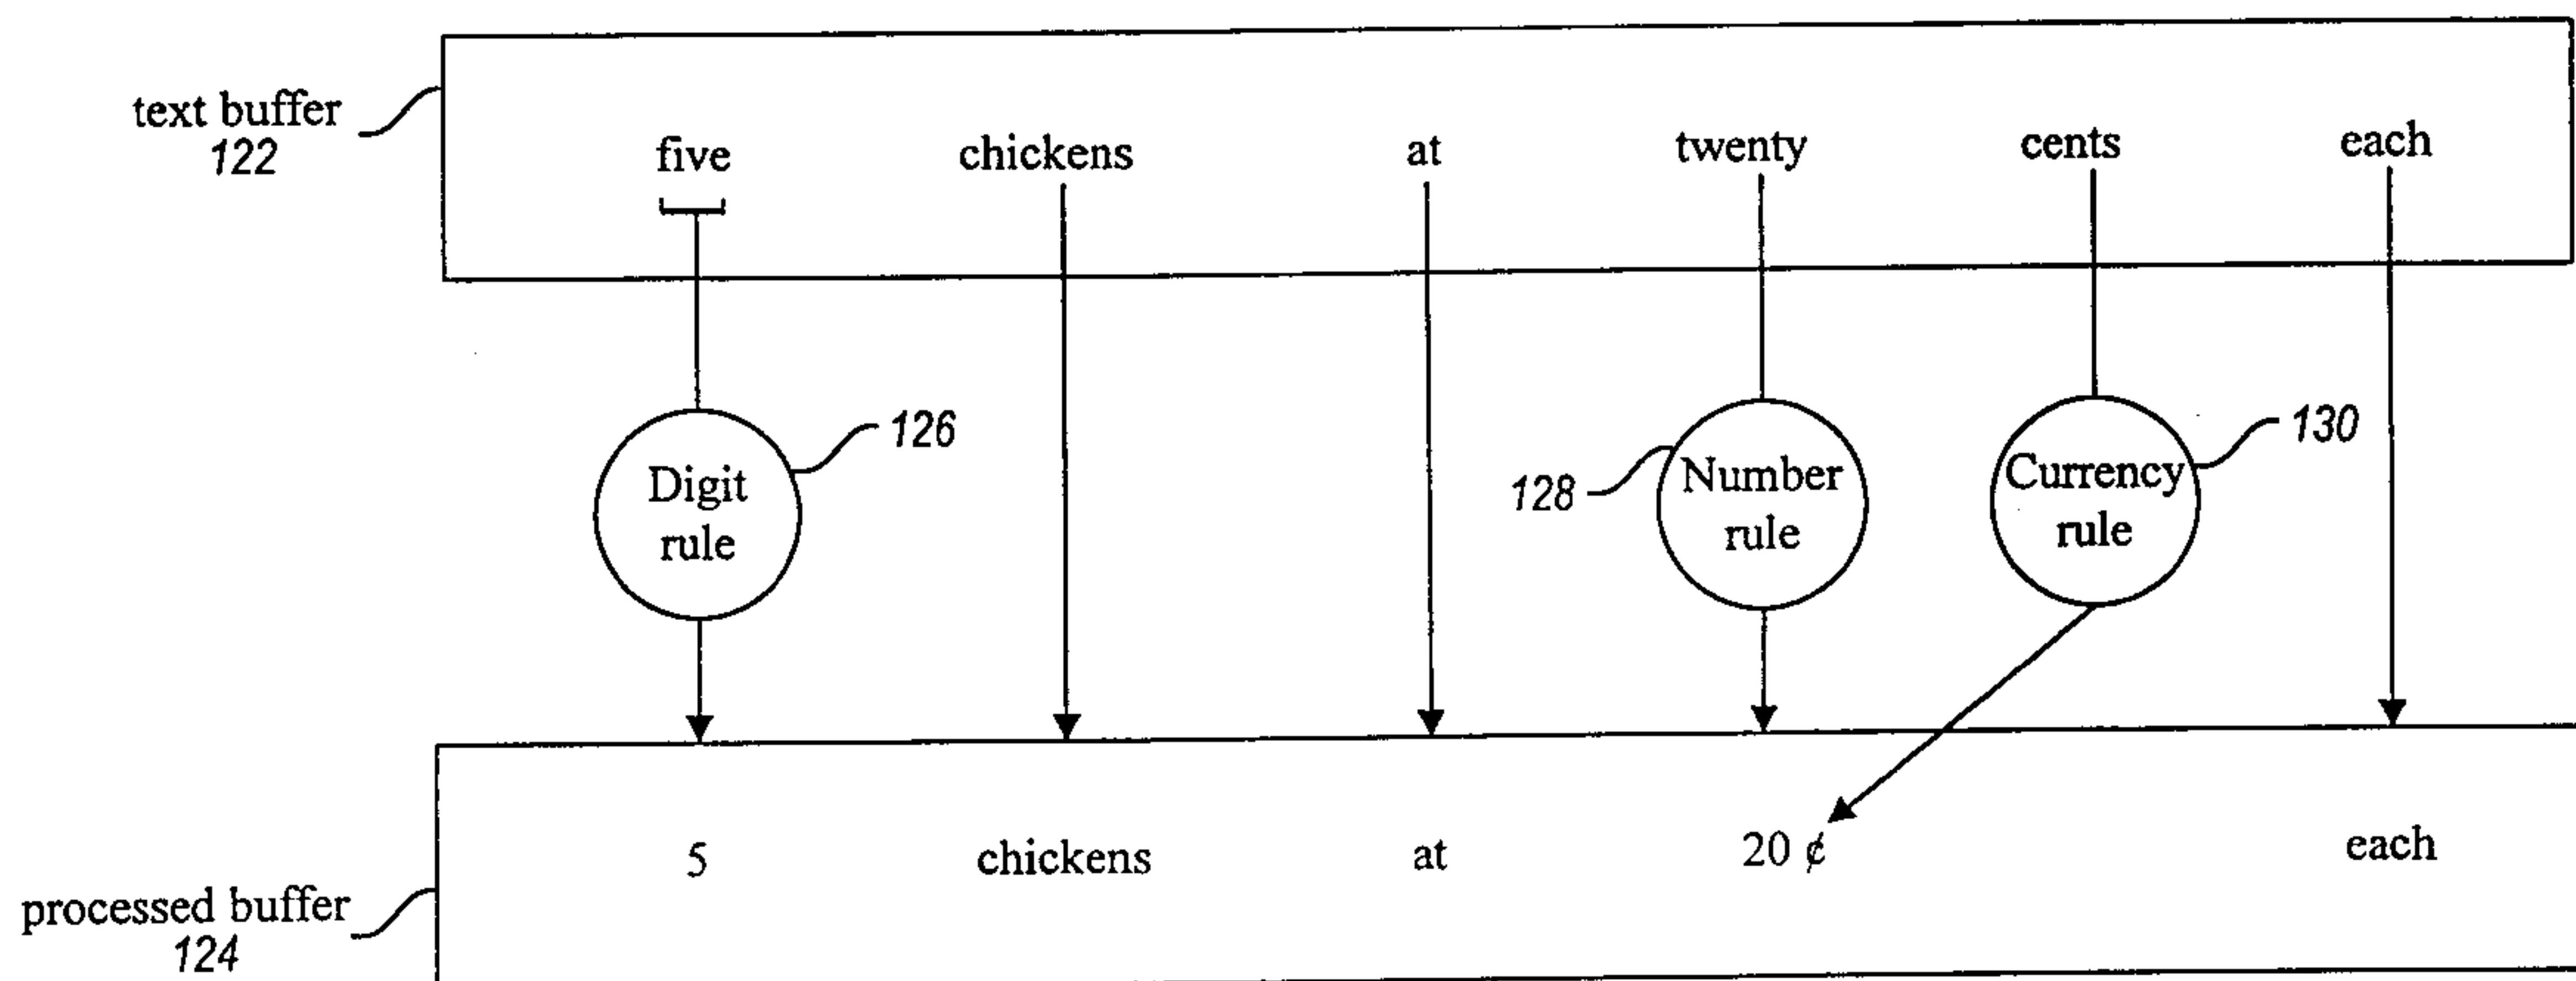 text buffer
122
five chickens at twenty cents each
126
Digit
rule
128
Number
rule
130
Currency
rule
5 chickens at 20 ¢ each
processed buffer
124